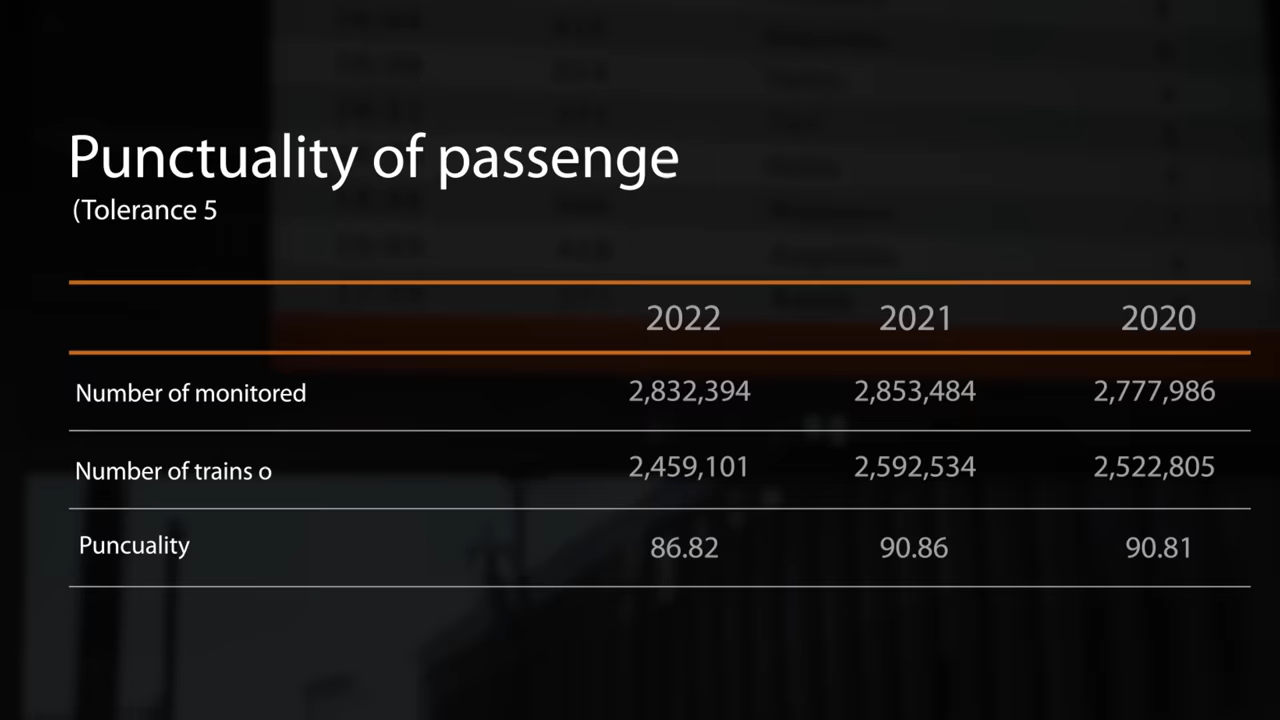 Punctuality of passenge
(Tolerance 5
2022 2021 2020
Number of monitored 2,832,394 2,853,484 2,777,986
Number of trains o 2,459,101 2,592,534 2,522,805
Puncuality 86.82 90.86 90.81